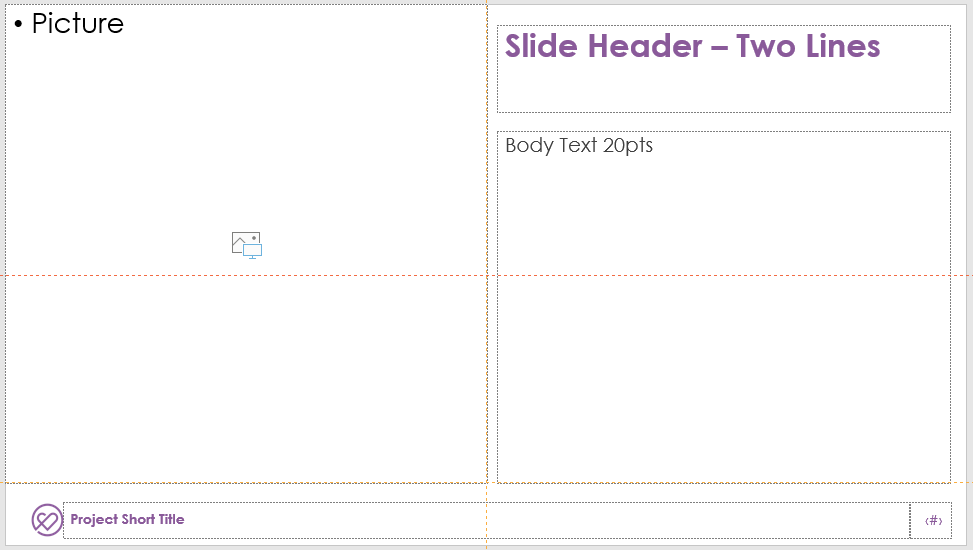 • Picture
Slide Header – Two Lines
Body Text 20pts
Project Short Title
‹#›